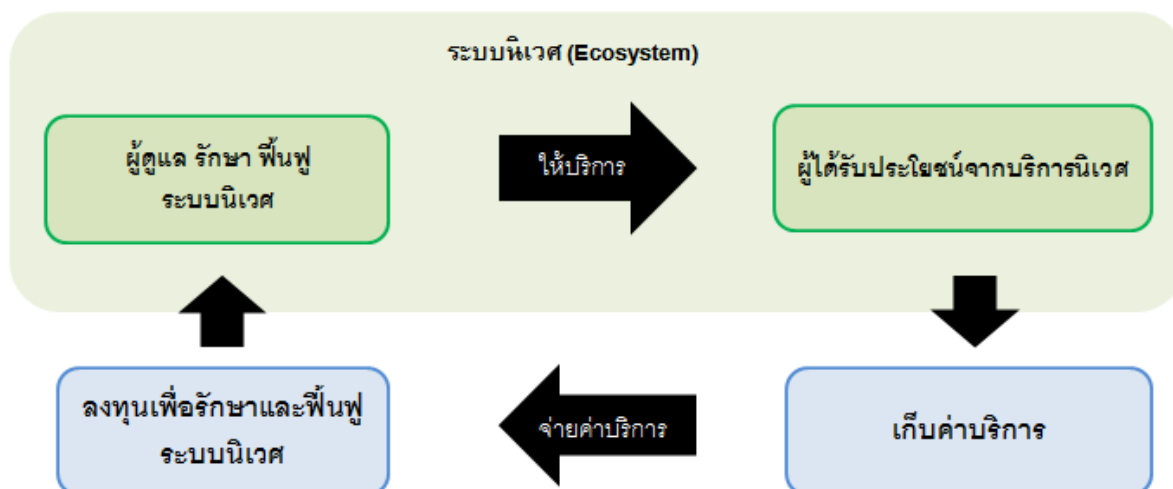 ระบบนิเวศ (Ecosystem)
ผู้ดูแล รักษา ฟื้นฟู
ระบบนิเวศ
ให้บริการ
ผู้ได้รับประโยชน์จากบริการนิเวศ
ลงทุนเพื่อรักษาและฟื้นฟู
ระบบนิเวศ
จ่ายค่าบริการ
เก็บค่าบริการ